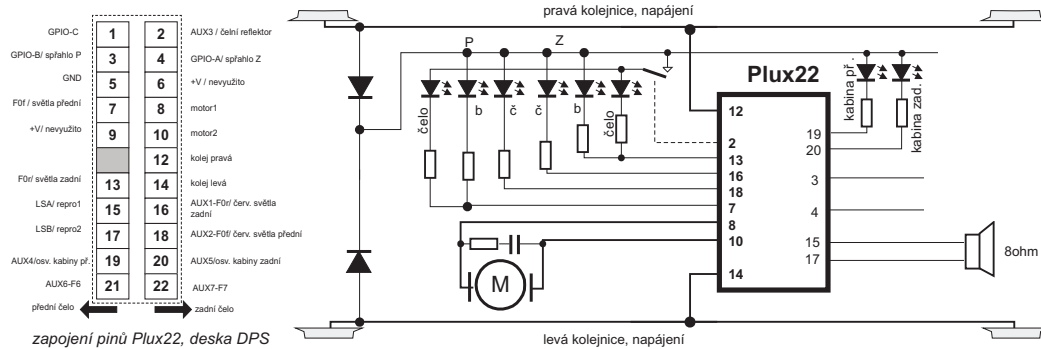 GPIO-C 1 2 AUX3 / čelní reflektor
GPIO-B/ spřahlo P 3 4 GPIO-A/ spřahlo Z
GND 5 6 +V / nevyužito
F0f / světla přední 7 8 motor1
+V/ nevyužito 9 10 motor2
12 kolej pravá
F0r/ světla zadní 13 14 kolej levá
LSA/ repro1 15 16 AUX1-F0r/ červ. světla
zadní
LSB/ repro2 17 18 AUX2-F0f/ červ. světla přední
AUX4/osv. kabiny př. 19 20 AUX5/osv. kabiny zadní
AUX6-F6 21 22 AUX7-F7
přední čelo zadní čelo
zapojení pinů Plux22, deska DPS
pravá kolejnice, napájení
P Z
čelo b č č b čelo
Plux22
12
2
13
16
18
7
8
10
14
19
20
3
4
15
17
kabina př.
kabina zad.
8ohm
M
levá kolejnice, napájení